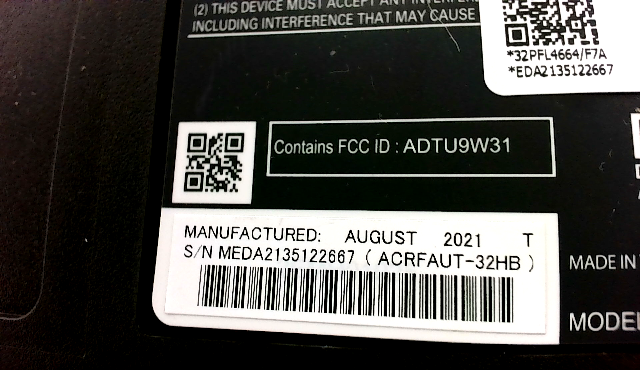 (2) THIS DEVICE MUST ACCEPT ANY INTERFERE
INCLUDING INTERFERENCE THAT MAY CAUSE
*32PFL4664/F7A
*EDA2135122667
Contains FCC ID : ADTU9W31
MANUFACTURED: AUGUST 2021 T
S/N MEDA2135122667 ( ACRFAUT-32HB )
MADE IN
MODEL